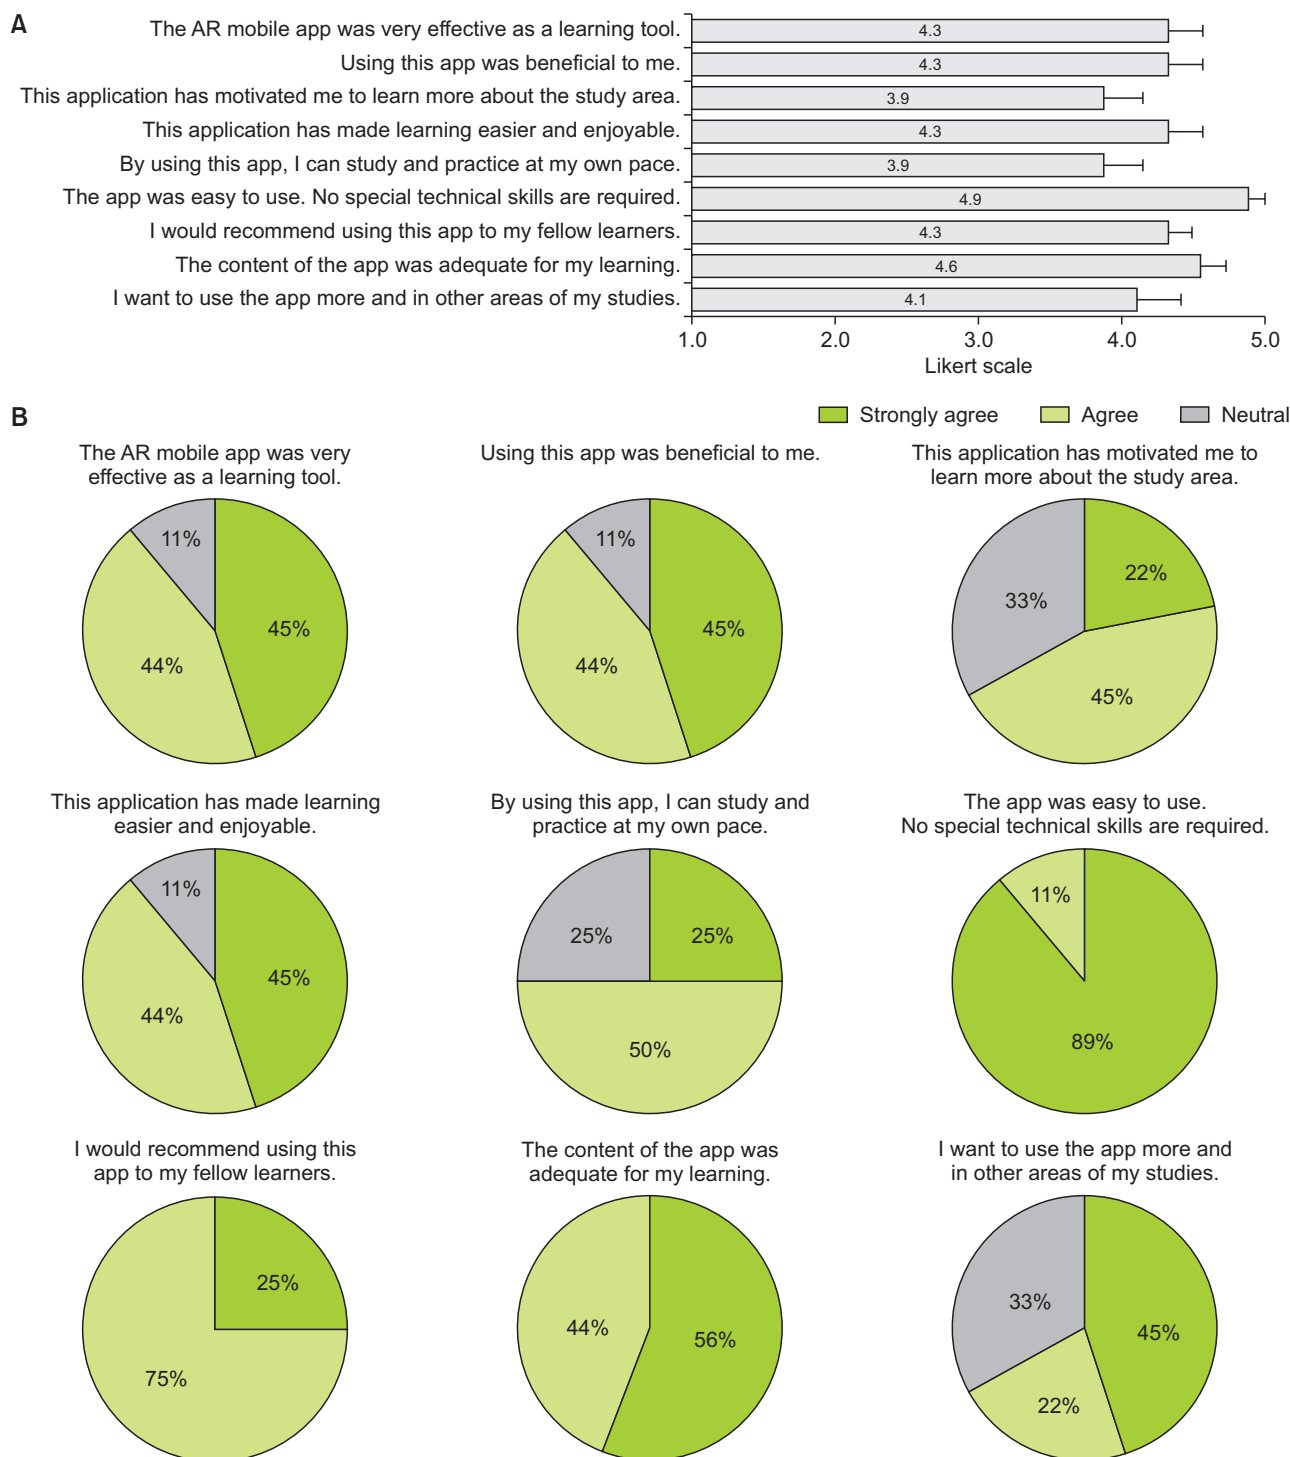 A
The AR mobile app was very effective as a learning tool. 4.3
Using this app was beneficial to me. 4.3
This application has motivated me to learn more about the study area. 3.9
This application has made learning easier and enjoyable. 4.3
By using this app, I can study and practice at my own pace. 3.9
The app was easy to use. No special technical skills are required. 4.9
I would recommend using this app to my fellow learners. 4.3
The content of the app was adequate for my learning. 4.6
I want to use the app more and in other areas of my studies. 4.1
1.0 2.0 3.0 4.0 5.0
Likert scale
B
Strongly agree Agree Neutral
The AR mobile app was very
effective as a learning tool.
11%
45%
44%
Using this app was beneficial to me.
11%
45%
44%
This application has motivated me to
learn more about the study area.
22%
33%
45%
This application has made learning
easier and enjoyable.
11%
45%
44%
By using this app, I can study and
practice at my own pace.
25% 25%
50%
The app was easy to use.
No special technical skills are required.
11%
89%
I would recommend using this
app to my fellow learners.
25%
75%
The content of the app was
adequate for my learning.
44% 56%
I want to use the app more and
in other areas of my studies.
33%
45%
22%